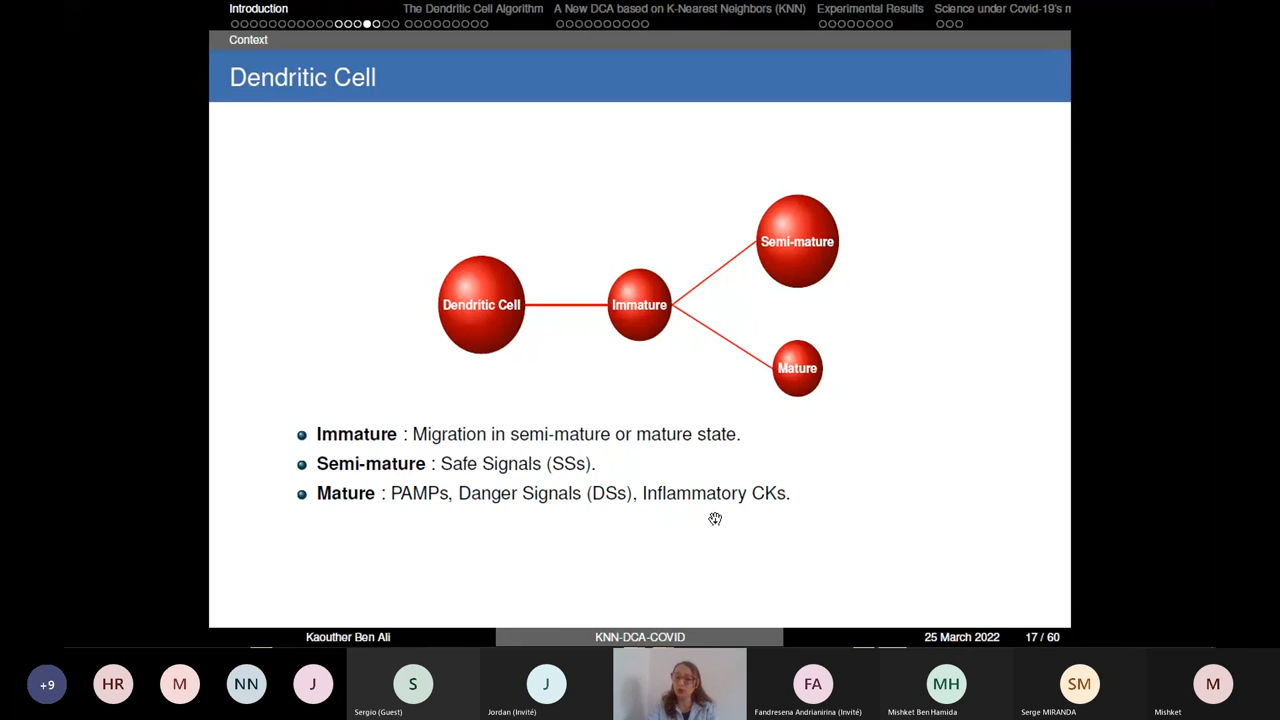 Introduction
The Dendritic Cell Algorithm
A New DCA based on K-Nearest Neighbors (KNN)
Experimental Results
Science under Covid-19's
Context
Dendritic Cell
Semi-mature
Dendritic Cell
Immature
Mature
Immature : Migration in semi-mature or mature state.
Semi-mature : Safe Signals (SSs).
Mature : PAMPs, Danger Signals (DSs), Inflammatory CKs.
Kaouther Ben Ali
KNN-DCA-COVID
25 March 2022
17 / 60
+9
HR
M
NN
J
S
J
FA
MH
SM
M
Sergio (Guest)
Jordan (Invité)
Fandresena Andrianirina (Invité)
Mishket Ben Hamida
Serge MIRANDA
Mishket